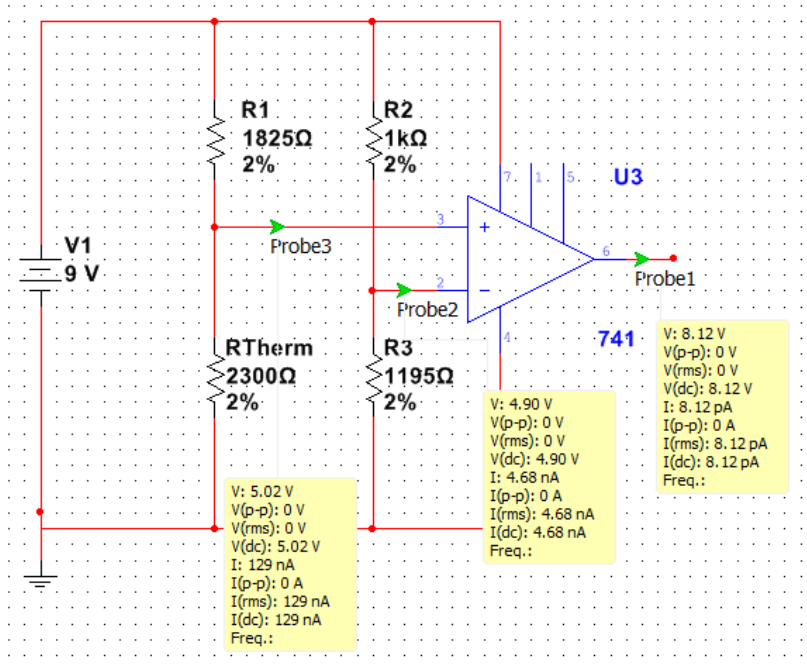 R1
1825Ω
2%
R2
1kΩ
2%
7
1
5
U3
3
+
Probe3
V1
9 V
6
Probe1
2
−
Probe2
4
741
RTherm
2300Ω
2%
R3
1195Ω
2%
V: 8.12 V
V(p-p): 0 V
V(rms): 0 V
V(dc): 8.12 V
I: 8.12 pA
I(p-p): 0 A
I(rms): 8.12 pA
I(dc): 8.12 pA
Freq.:
V: 4.90 V
V(p-p): 0 V
V(rms): 0 V
V(dc): 4.90 V
I: 4.68 nA
I(p-p): 0 A
I(rms): 4.68 nA
I(dc): 4.68 nA
Freq.:
V: 5.02 V
V(p-p): 0 V
V(rms): 0 V
V(dc): 5.02 V
I: 129 nA
I(p-p): 0 A
I(rms): 129 nA
I(dc): 129 nA
Freq.: